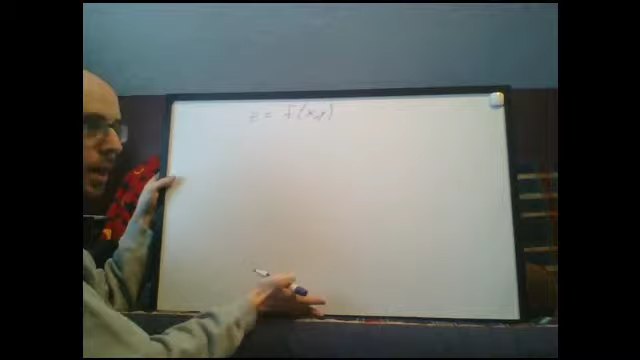 z = f(x,y)